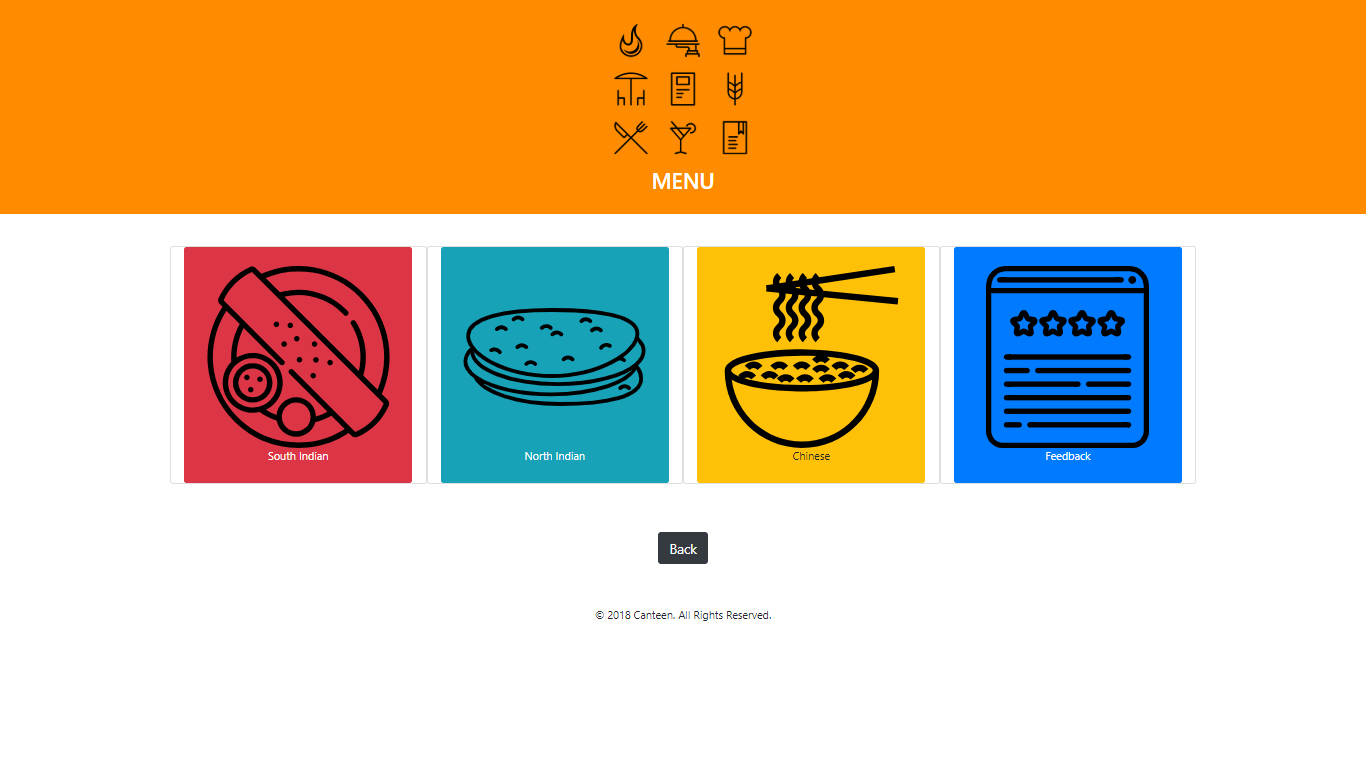 MENU
South Indian
North Indian
Chinese
Feedback
Back
© 2018 Canteen. All Rights Reserved.